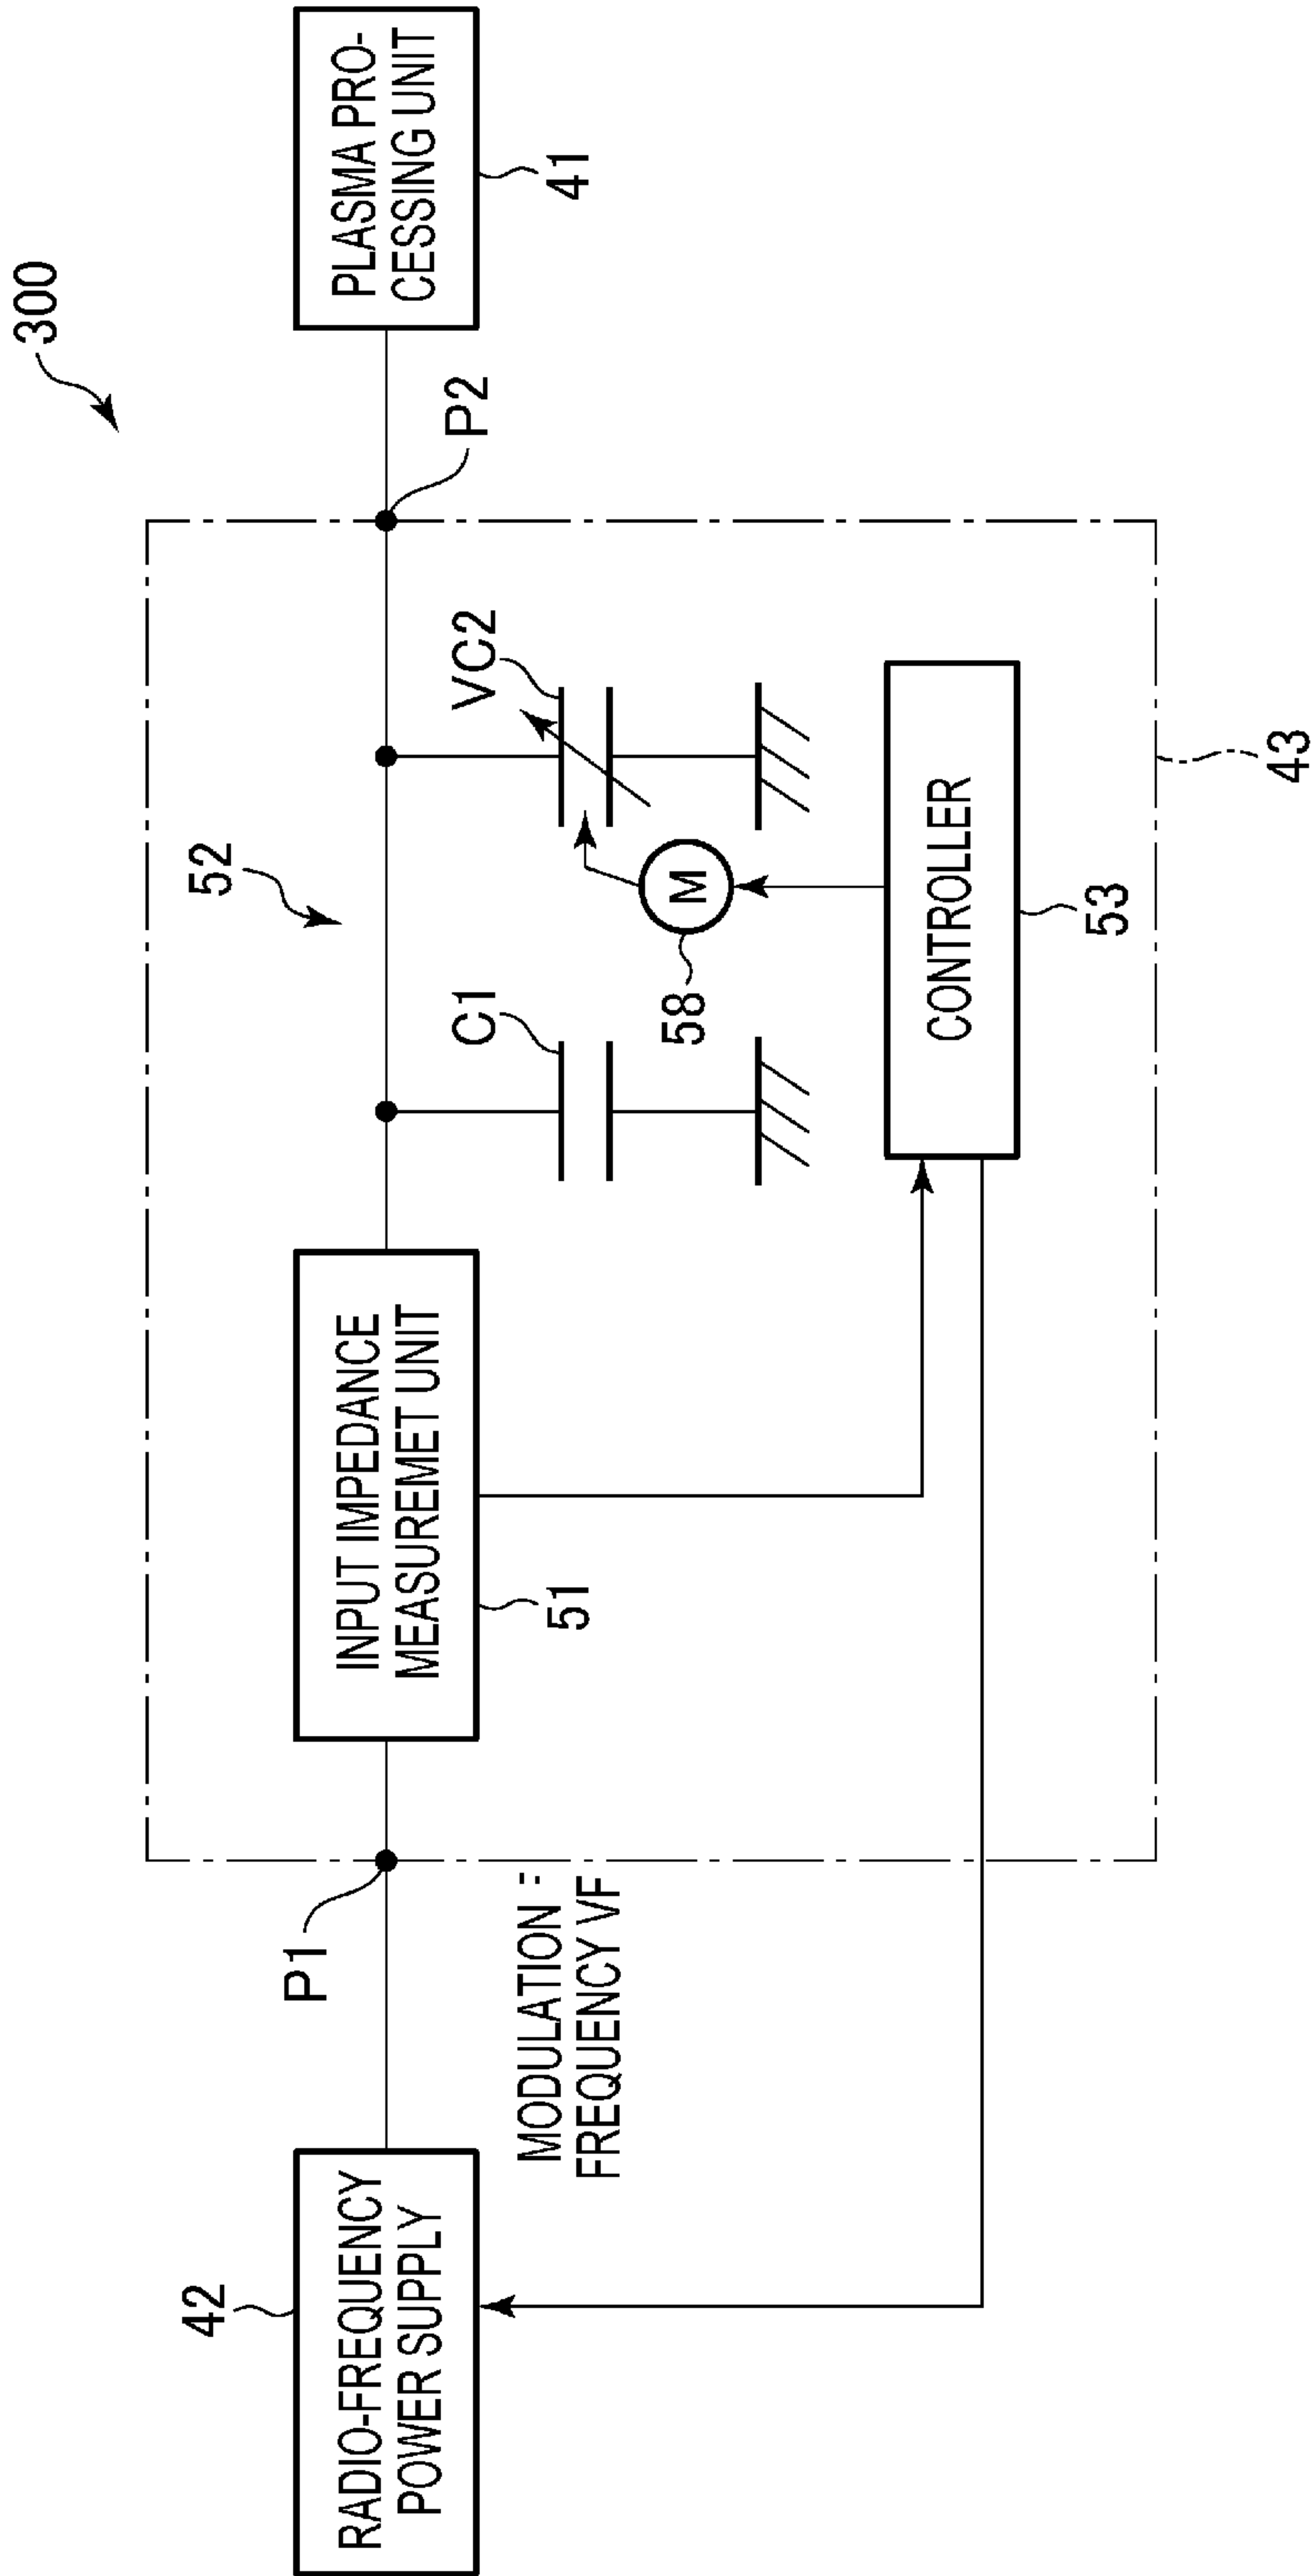 300
RADIO-FREQUENCY
POWER SUPPLY
42
P1
MODULATION
FREQUENCY VF
INPUT IMPEDANCE
MEASUREMET UNIT
51
52
C1
VC2
M
58
CONTROLLER
53
43
P2
PLASMA PRO-
CESSING UNIT
41